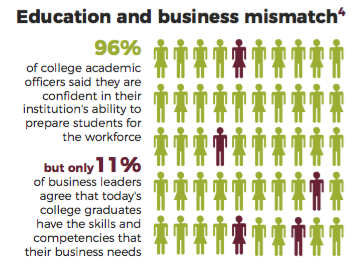 Education and business mismatch4
96%
of college academic
officers said they are
confident in their
institution's ability to
prepare students for
the workforce
but only 11%
of business leaders
agree that today's
college graduates
have the skills and
competencies that
their business needs